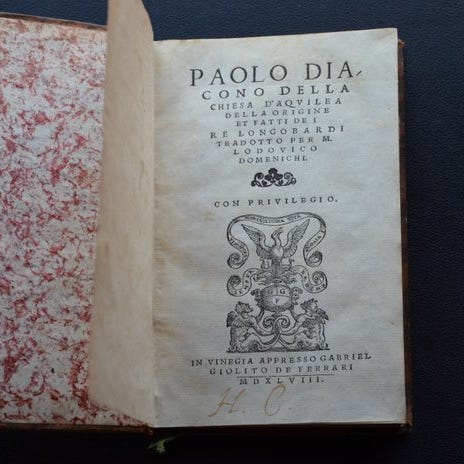 PAOLO DIA,
CONO DELLA
CHIESA D'AQVILEA
DELLA ORIGINE
ET FATTI DE I
RE LONGOBARDI
TRADOTTO PER M.
LODOVICO
DOMENICHI.
CON PRIVILEGIO.
G G
F
IN VINEGIA APPRESSO GABRIEL
GIOLITO DE FERRARI
MDXLVIII.
H. O.